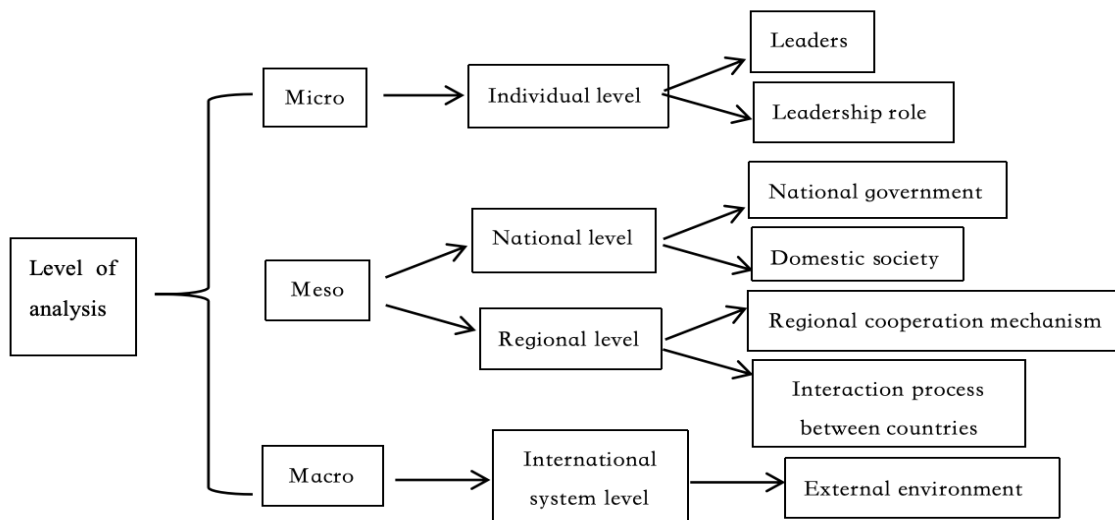 Level of
analysis
Micro
Individual level
Leaders
Leadership role
Meso
National level
National government
Domestic society
Regional level
Regional cooperation mechanism
Interaction process
between countries
Macro
International
system level
External environment